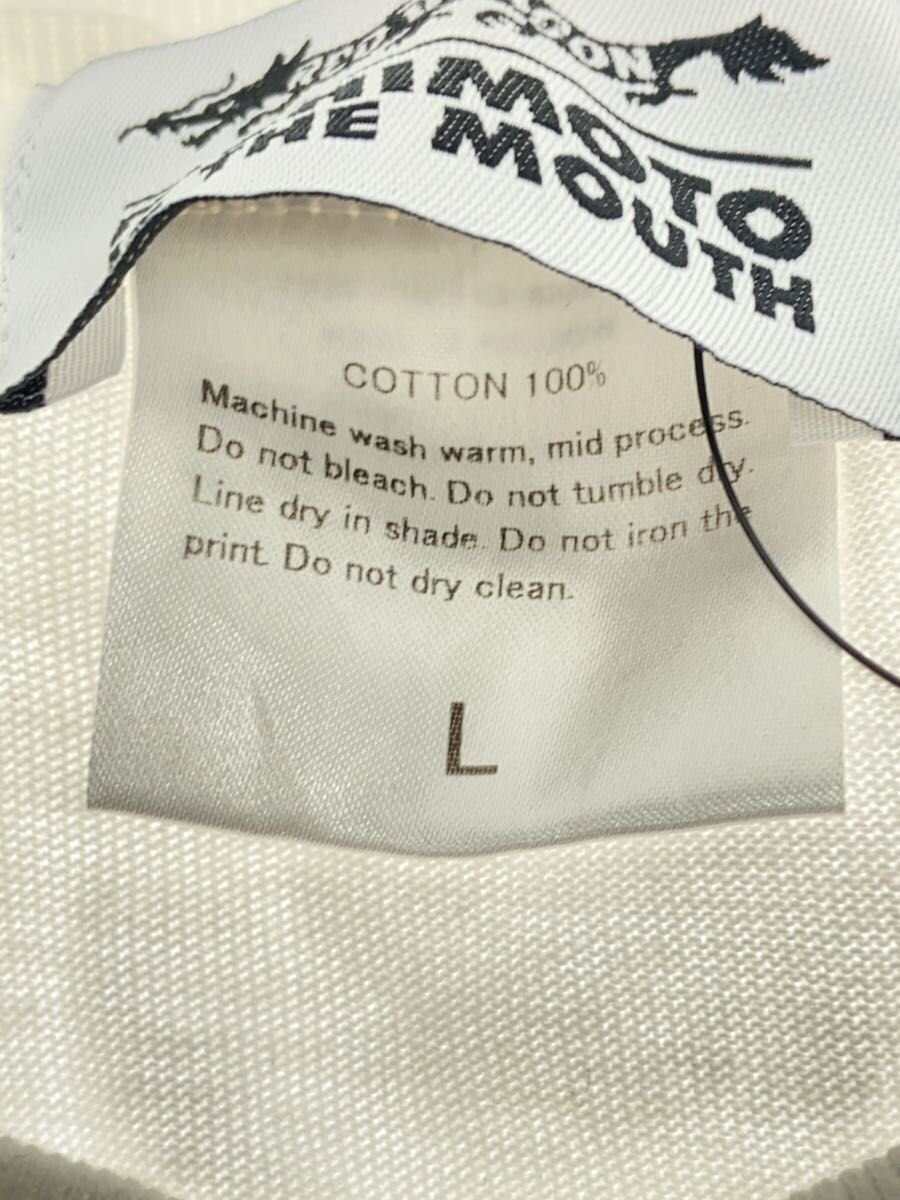 THE MOUTH
COTTON 100%
Machine wash warm, mid process.
Do not bleach. Do not tumble dry.
Line dry in shade. Do not iron the
print. Do not dry clean.
L